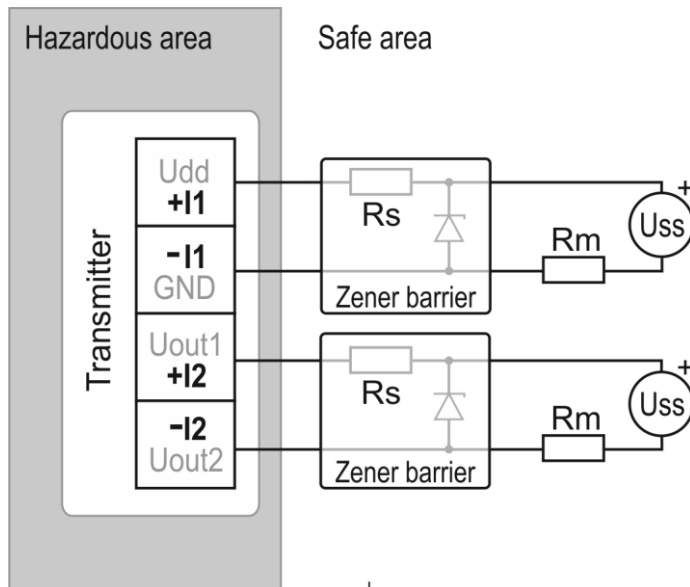 Hazardous area
Safe area
Transmitter
Udd
+I1
-I1
GND
Uout1
+I2
-I2
Uout2
Rs
Zener barrier
Rm
+
Uss
Rs
Zener barrier
Rm
+
Uss